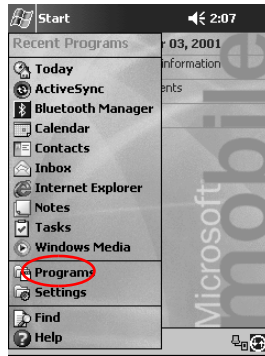 Start 2:07
Recent Programs r 03, 2001
Today
information
ActiveSync
ents
Bluetooth Manager
Calendar
Contacts
Inbox
Internet Explorer
Notes
Tasks
Windows Media
Programs
Settings
Find
Help
Microsoft
mobile